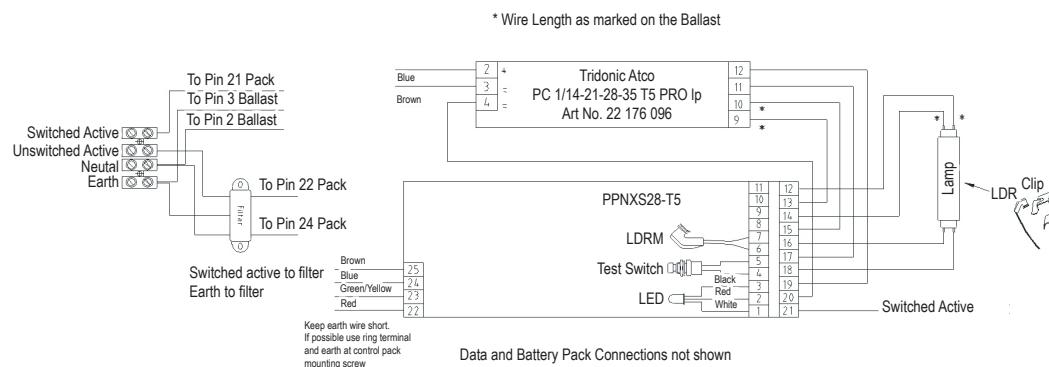 * Wire Length as marked on the Ballast
To Pin 21 Pack
To Pin 3 Ballast
To Pin 2 Ballast
Switched Active
Unswitched Active
Neutal
Earth
Filter
To Pin 22 Pack
To Pin 24 Pack
Switched active to filter
Earth to filter
Blue
Brown
2 +
3 =
4 =
Tridonic Atco
PC 1/14-21-28-35 T5 PRO lp
Art No. 22 176 096
12
11
10 *
9 *
* *
Lamp
LDR Clip
PPNXS28-T5
LDRM
Test Switch
LED
Black
Red
White
11
10
9
8
7
6
5
4
3
2
1
12
13
14
15
16
17
18
19
20
21
Switched Active
Brown
Blue
Green/Yellow
Red
25
24
23
22
Keep earth wire short.
If possible use ring terminal
and earth at control pack
mounting screw
Data and Battery Pack Connections not shown